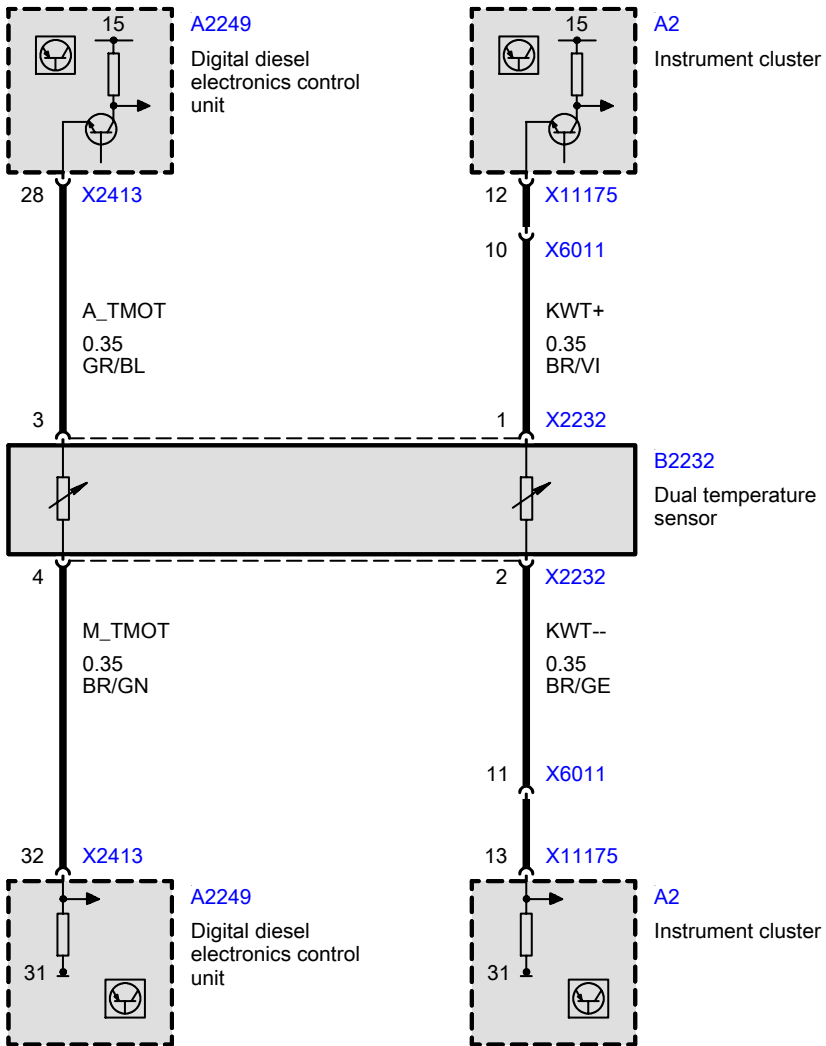 15
A2249
Digital diesel
electronics control
unit
15
A2
Instrument cluster
28 X2413
12 X11175
10 X6011
A_TMOT
0.35
GR/BL
KWT+
0.35
BR/VI
3
1 X2232
B2232
Dual temperature
sensor
4
2 X2232
M_TMOT
0.35
BR/GN
KWT--
0.35
BR/GE
11 X6011
32 X2413
13 X11175
A2249
Digital diesel
electronics control
unit
31
A2
Instrument cluster
31